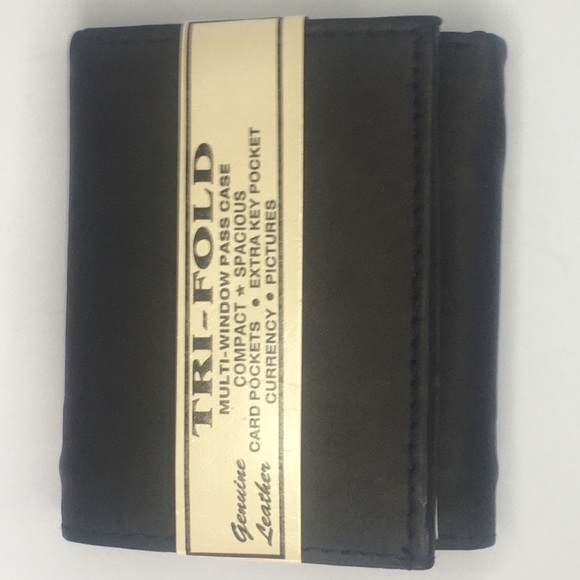 TRI-FOLD
MULTI-WINDOW PASS CASE
COMPACT ★ SPACIOUS
CARD POCKETS • EXTRA KEY POCKET
CURRENCY • PICTURES
Genuine
Leather